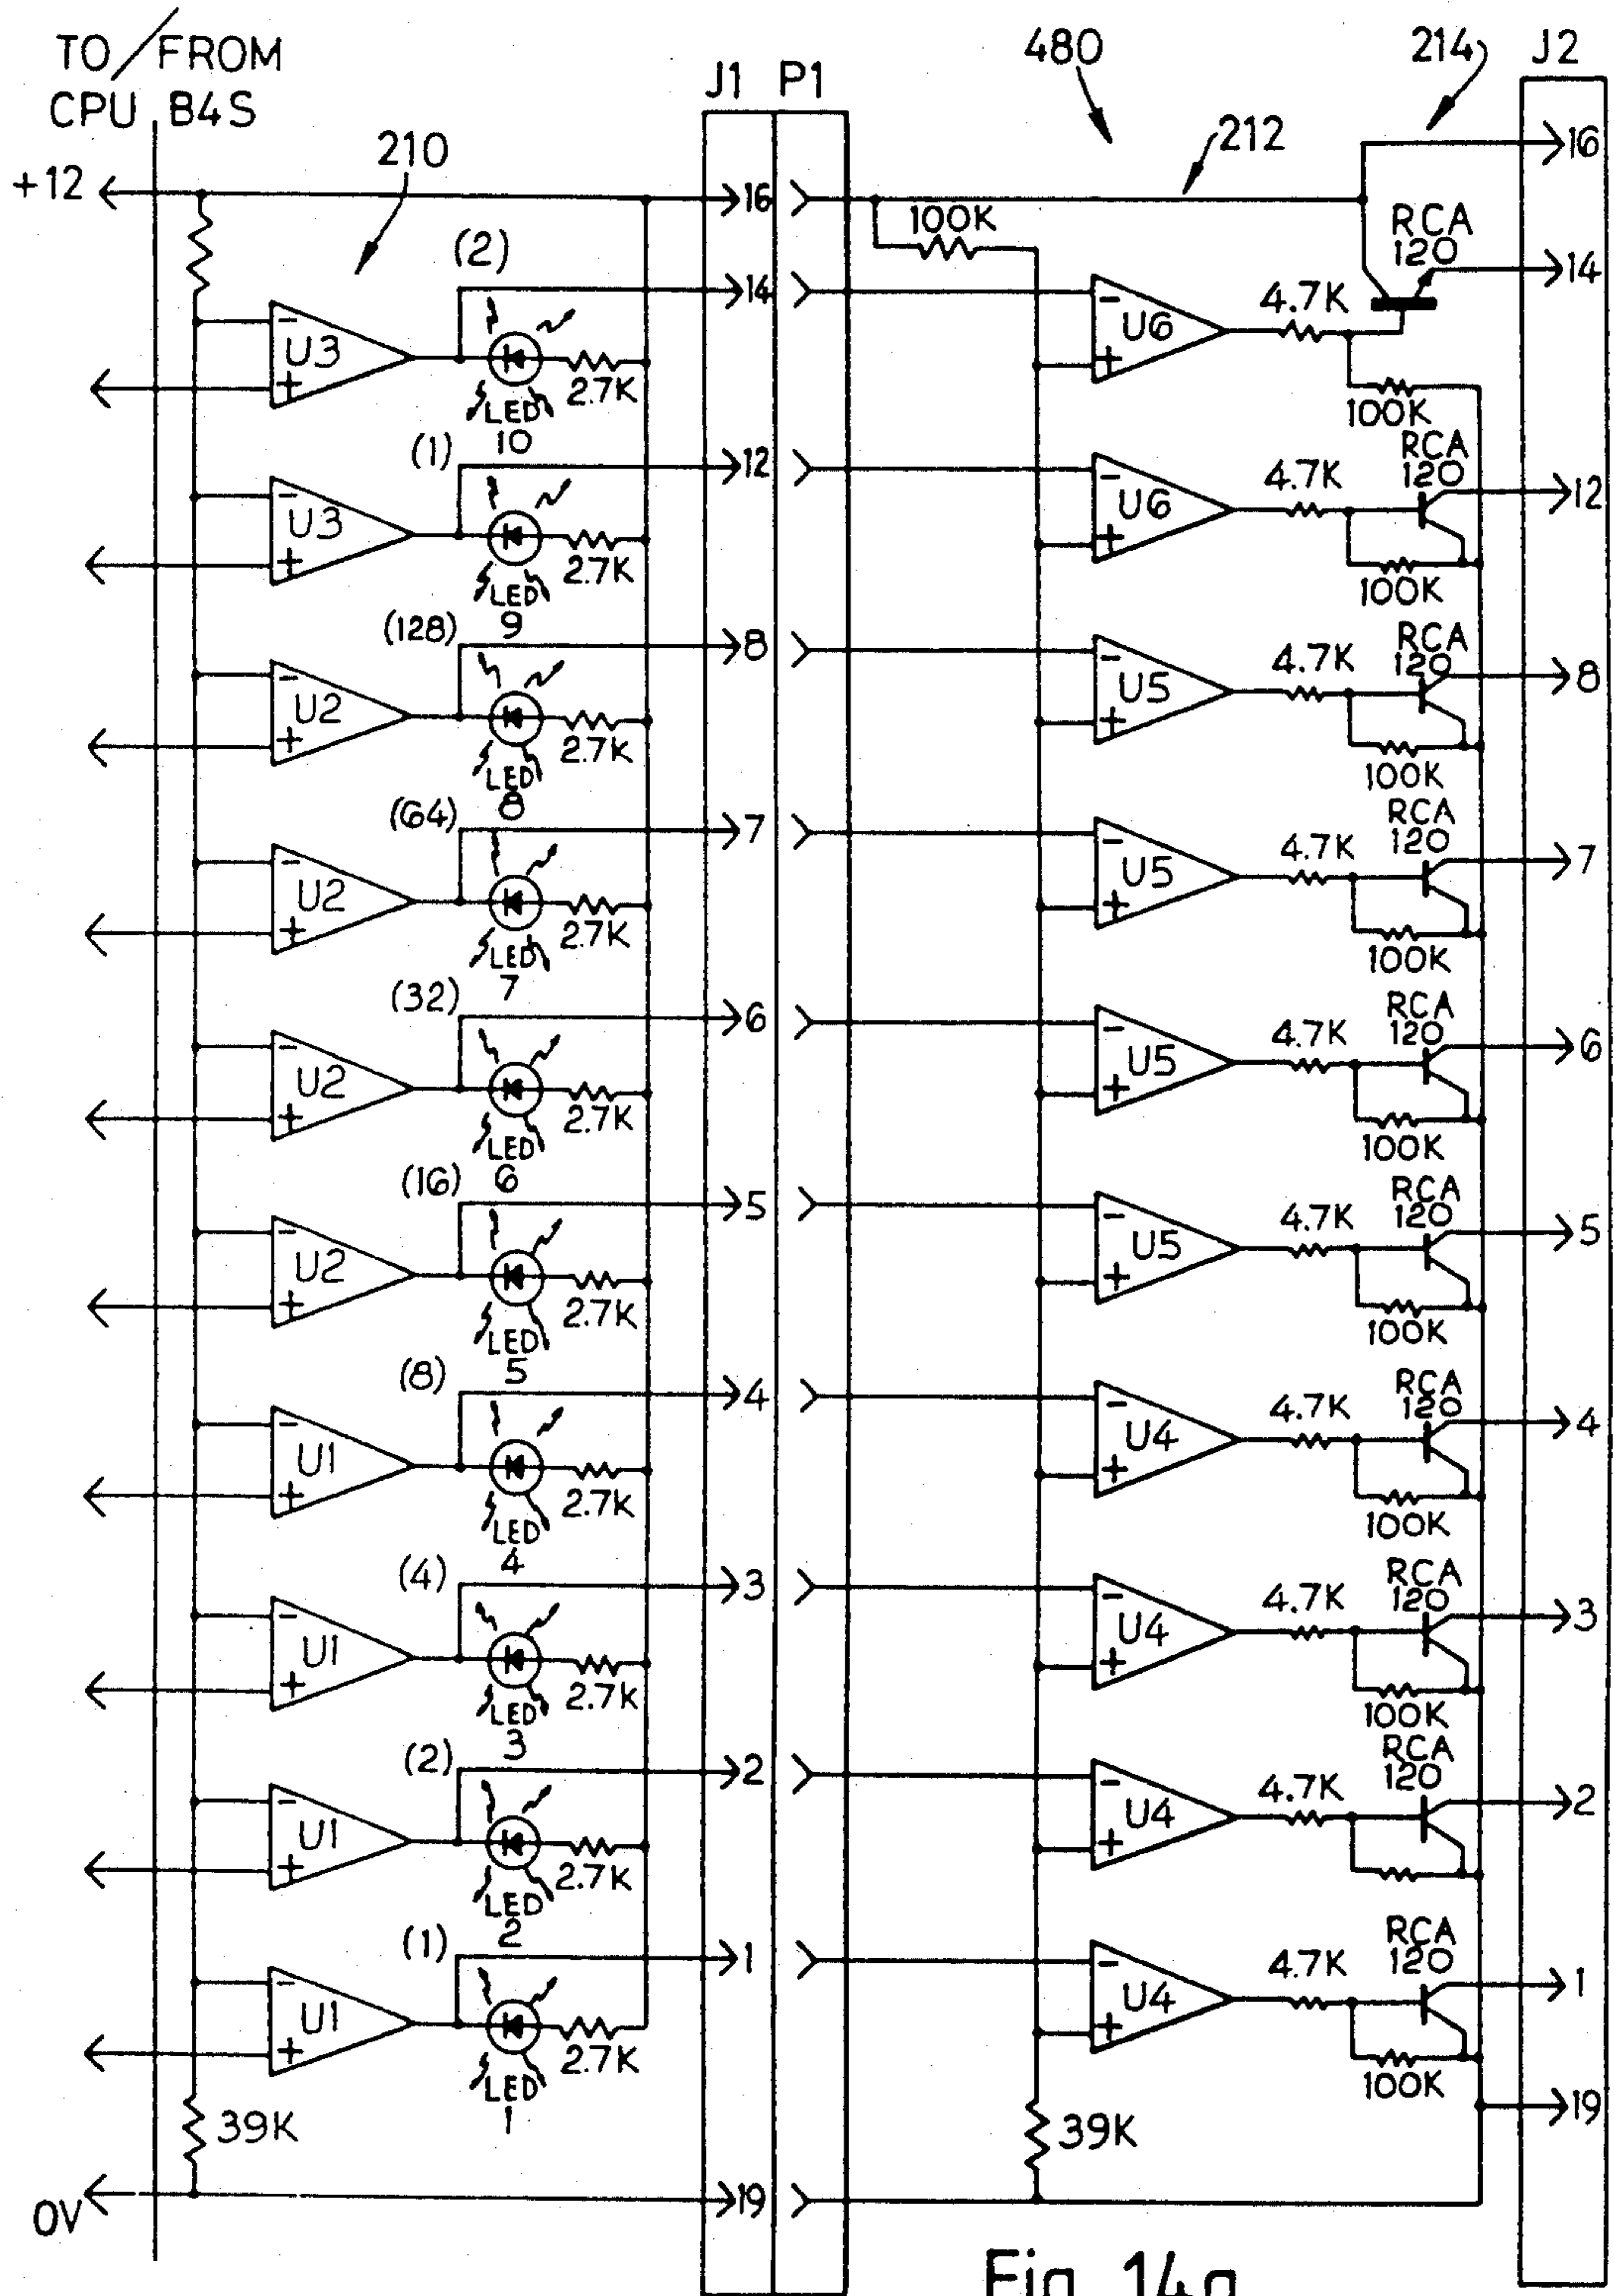 TO/FROM
CPU B4S
J1 P1
480
214
J2
+12
210
16
212
16
100K
RCA
120
(2)
14
14
-
U3
+
LED
10
2.7K
-
U6
+
4.7K
100K
(1)
12
RCA
120
12
-
U3
+
LED
9
2.7K
-
U6
+
4.7K
100K
(128)
8
RCA
120
8
-
U2
+
LED
8
2.7K
-
U5
+
4.7K
100K
(64)
7
RCA
120
7
-
U2
+
LED
7
2.7K
-
U5
+
4.7K
100K
(32)
6
RCA
120
6
-
U2
+
LED
6
2.7K
-
U5
+
4.7K
100K
(16)
5
RCA
120
5
-
U2
+
LED
5
2.7K
-
U5
+
4.7K
100K
(8)
4
RCA
120
4
-
U1
+
LED
4
2.7K
-
U4
+
4.7K
100K
(4)
3
RCA
120
3
-
U1
+
LED
3
2.7K
-
U4
+
4.7K
100K
(2)
2
RCA
120
2
-
U1
+
LED
2
2.7K
-
U4
+
4.7K
(1)
1
RCA
120
1
-
U1
+
LED
1
2.7K
-
U4
+
4.7K
100K
39K
39K
19
0V
19
Fig. 14a